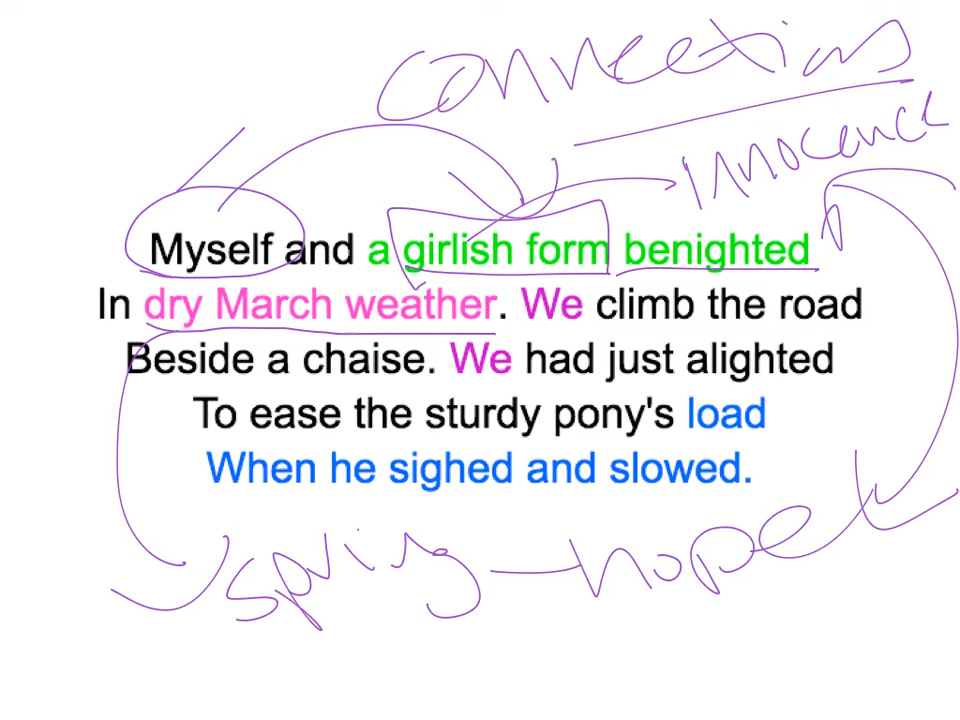 connections
Innocence
Myself and a girlish form benighted
In dry March weather. We climb the road
Beside a chaise. We had just alighted
To ease the sturdy pony's load
When he sighed and slowed.
spring - hope